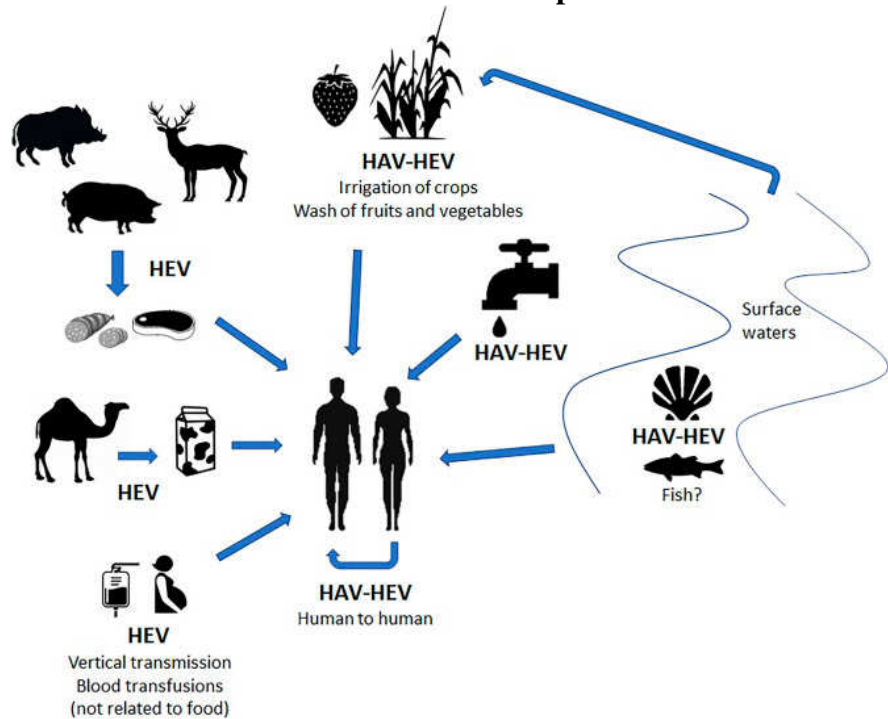 HAV-HEV
Irrigation of crops
Wash of fruits and vegetables
HEV
HAV-HEV
Surface
waters
HAV-HEV
Fish?
HEV
HAV-HEV
Human to human
HEV
Vertical transmission
Blood transfusions
(not related to food)